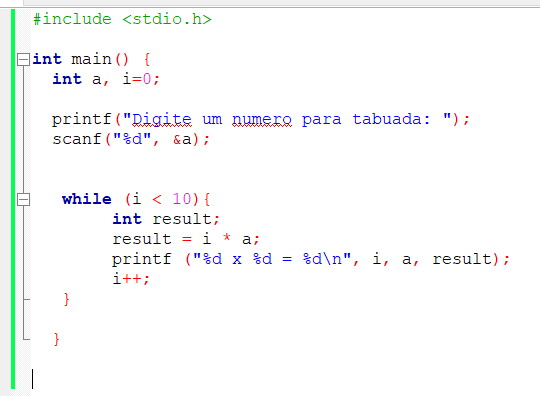 #include <stdio.h>
int main() {
int a, i=0;
printf("Digite um numero para tabuada: ");
scanf("%d", &a);
while (i < 10){
int result;
result = i * a;
printf ("%d x %d = %d\n", i, a, result);
i++;
}
}